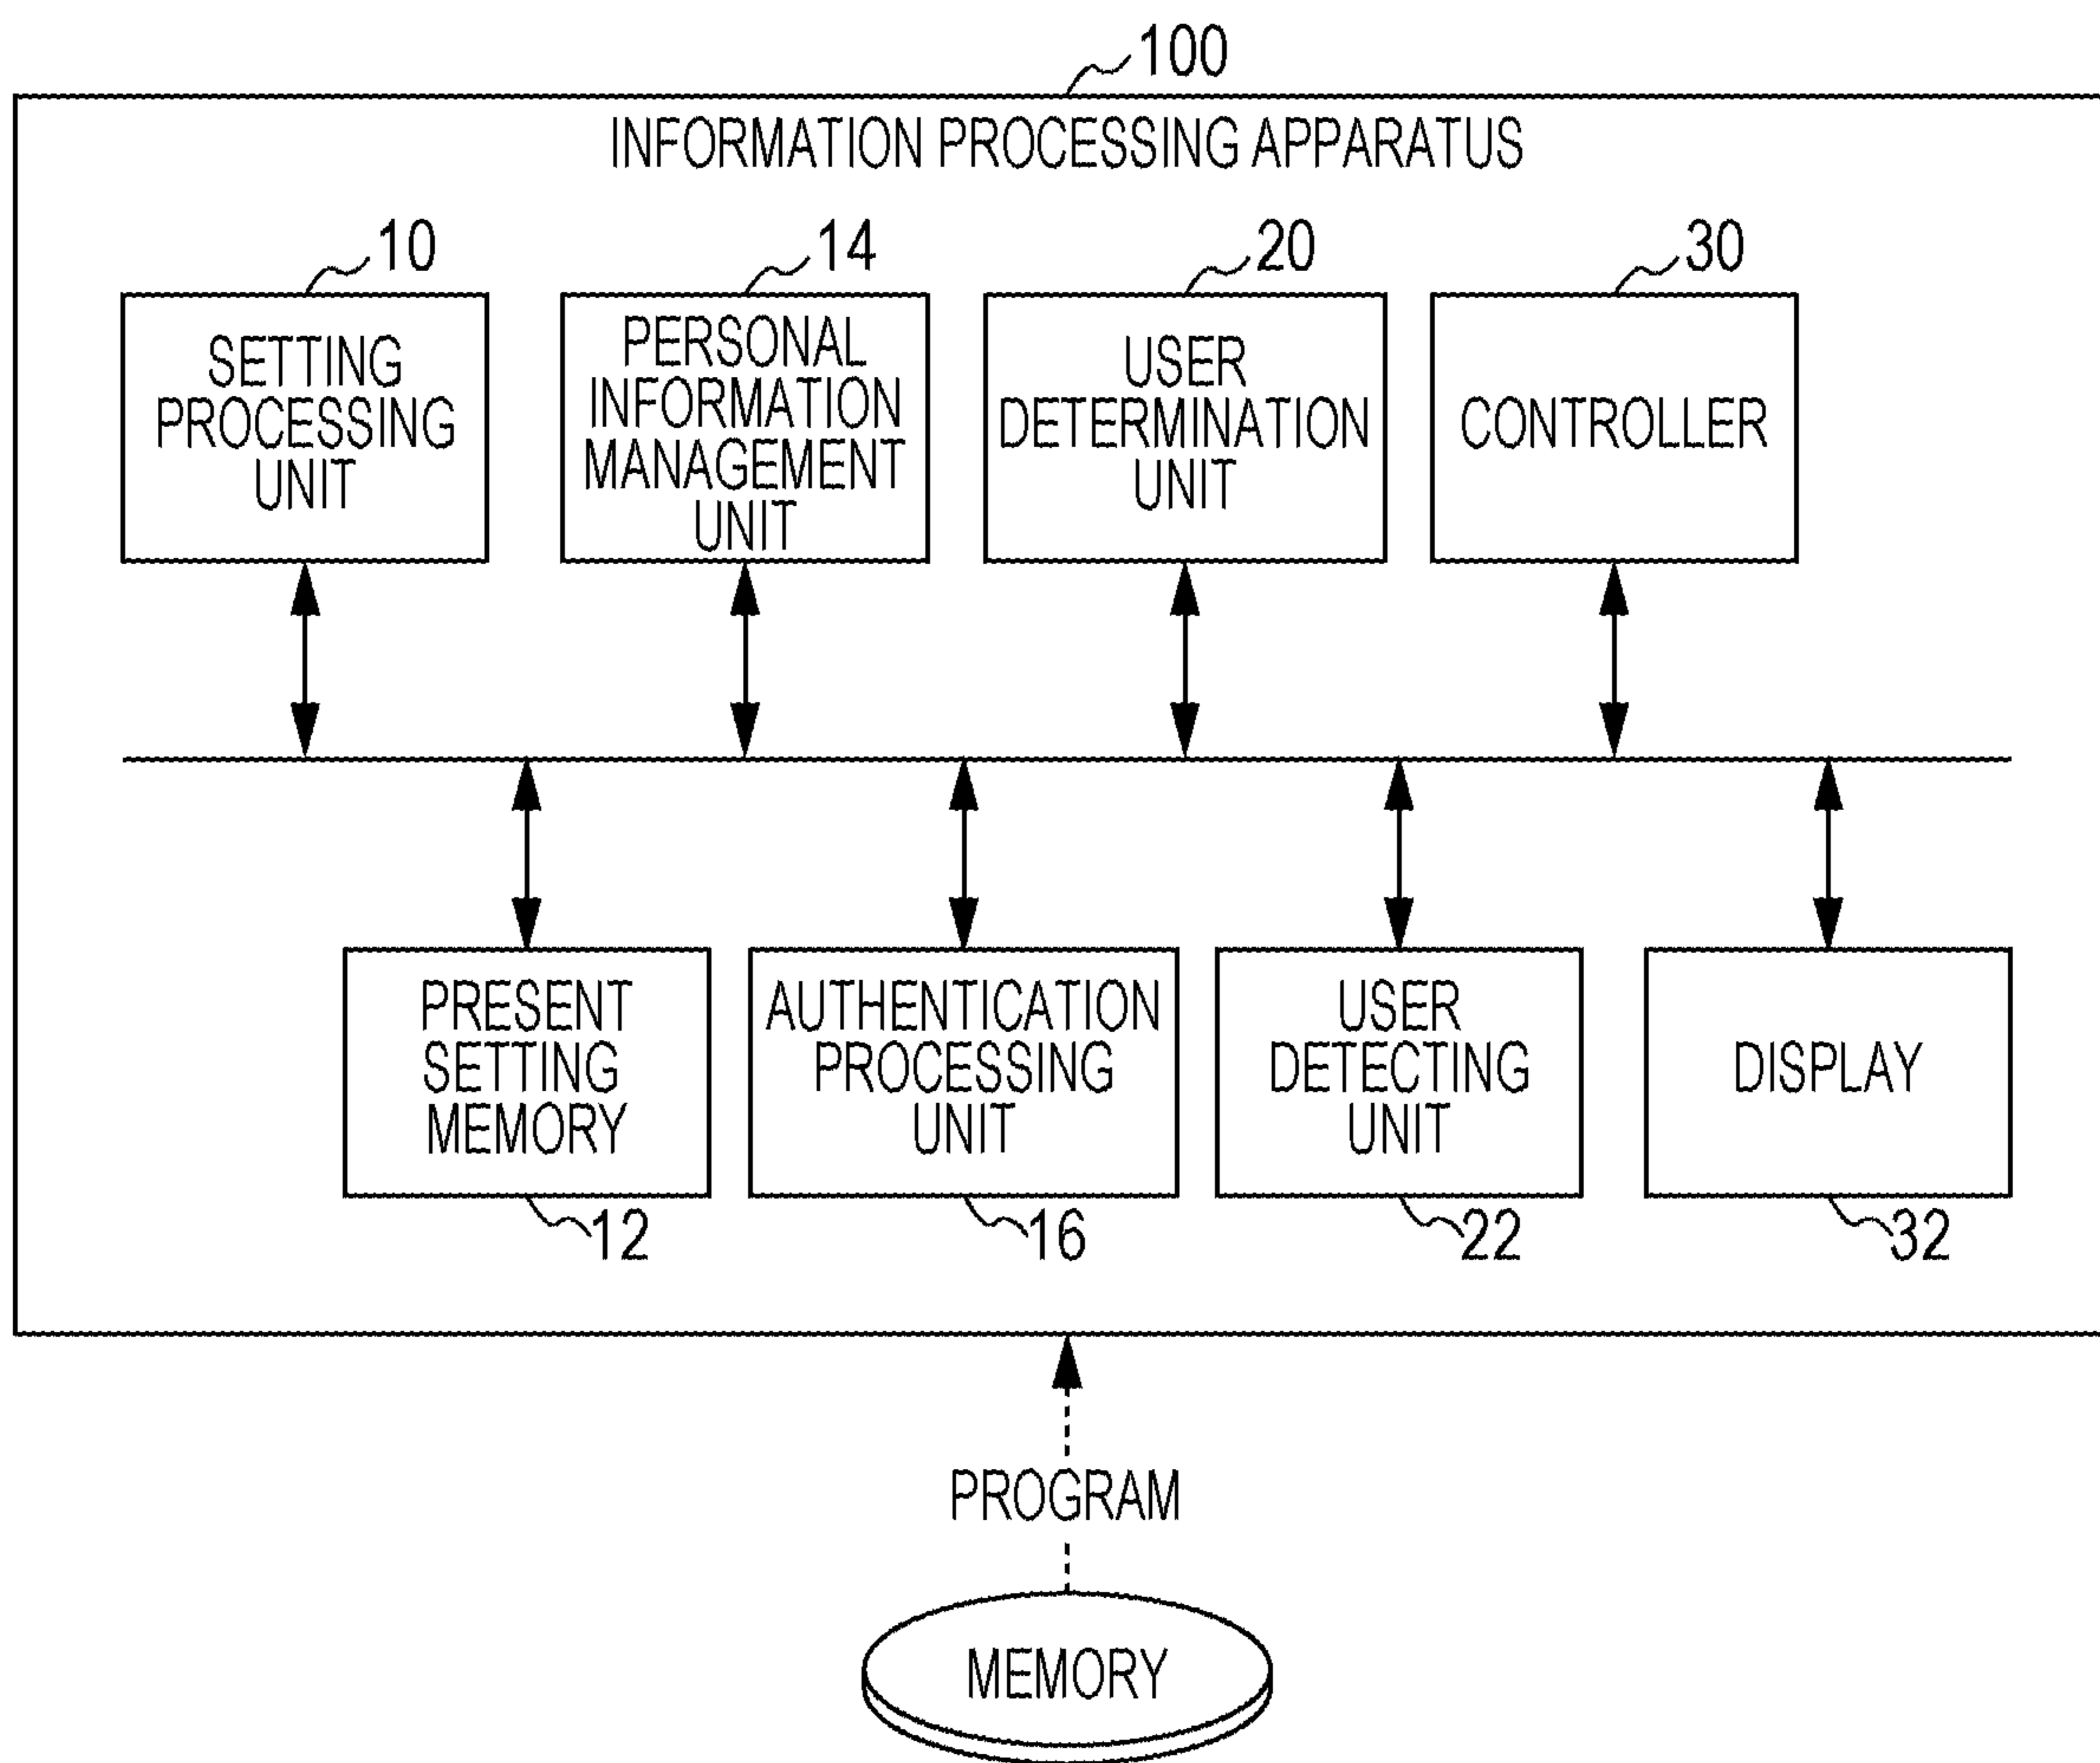 100
INFORMATION PROCESSING APPARATUS
10
SETTING
PROCESSING
UNIT
14
PERSONAL
INFORMATION
MANAGEMENT
UNIT
20
USER
DETERMINATION
UNIT
30
CONTROLLER
PRESENT
SETTING
MEMORY
12
AUTHENTICATION
PROCESSING
UNIT
16
USER
DETECTING
UNIT
22
DISPLAY
32
PROGRAM
MEMORY